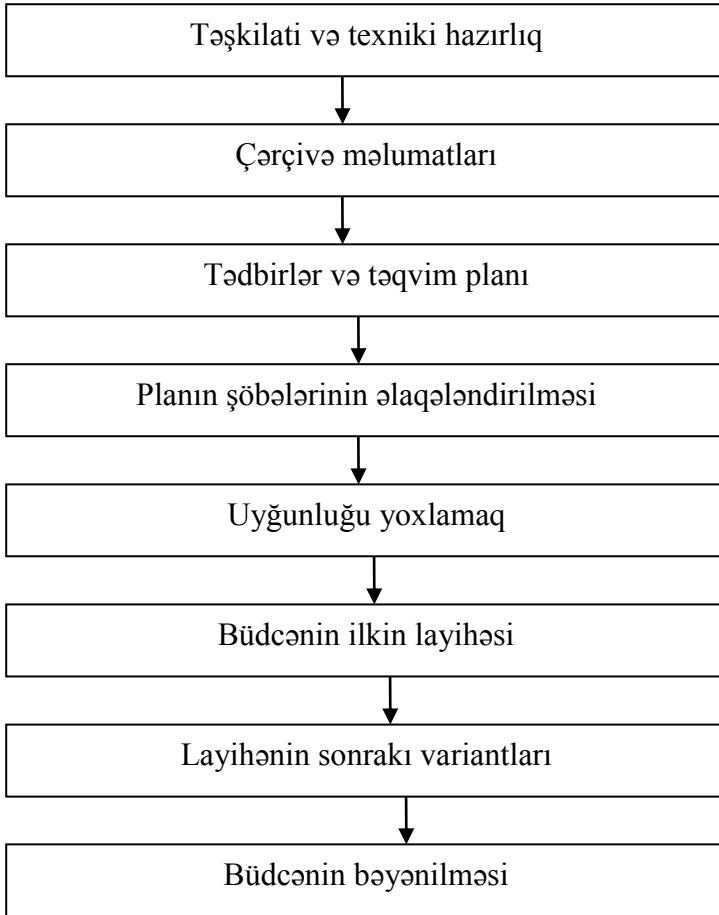 Təşkilati və texniki hazırlıq
Çərçivə məlumatları
Tədbirlər və təqvim planı
Planın şöbələrinin əlaqələndirilməsi
Uyğunluğu yoxlamaq
Büdcənin ilkin layihəsi
Layihənin sonrakı variantları
Büdcənin bəyənilməsi